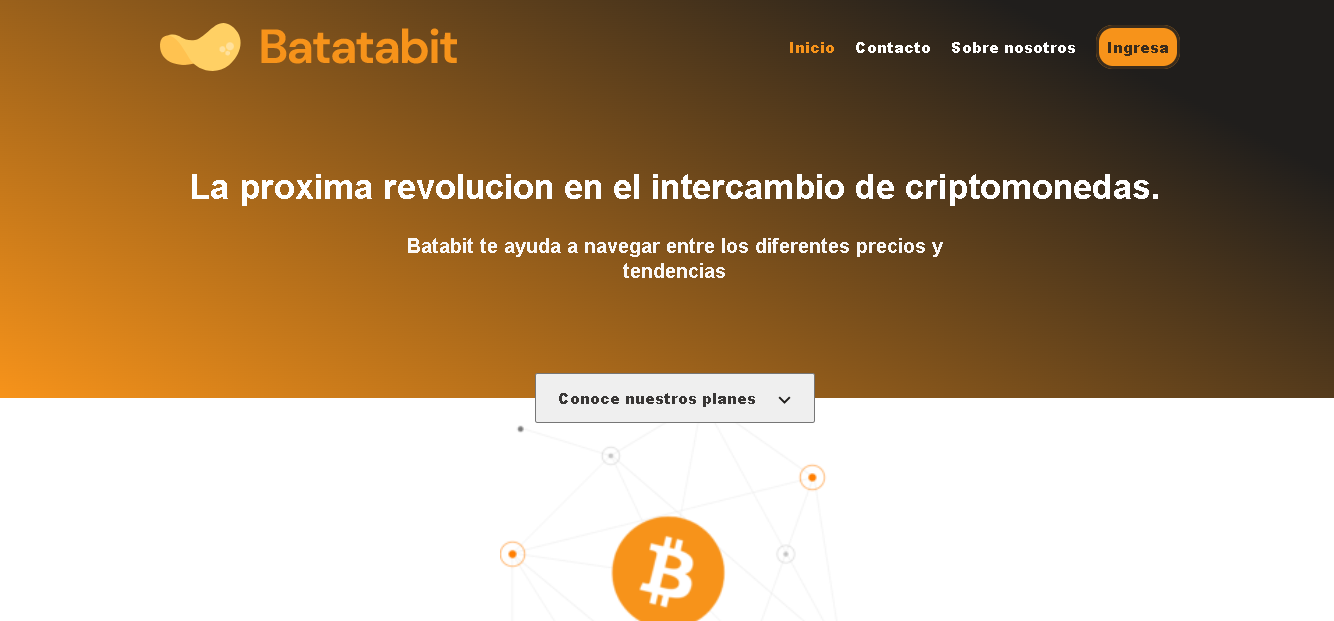 Batatabit
Inicio Contacto Sobre nosotros Ingresa
La proxima revolucion en el intercambio de criptomonedas.
Batabit te ayuda a navegar entre los diferentes precios y
tendencias
Conoce nuestros planes